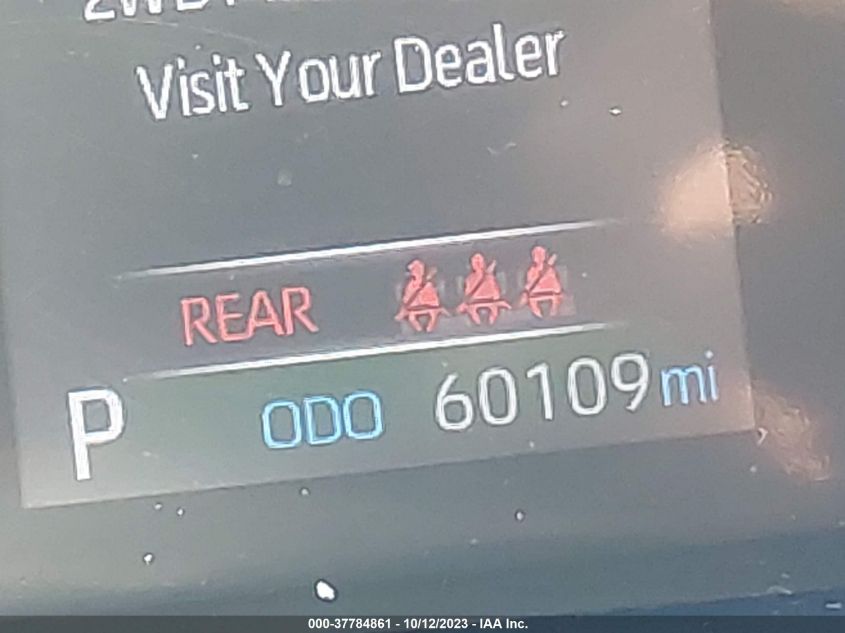 Visit Your Dealer
REAR
P ODO 60109 mi
000-37784861 - 10/12/2023 - IAA Inc.